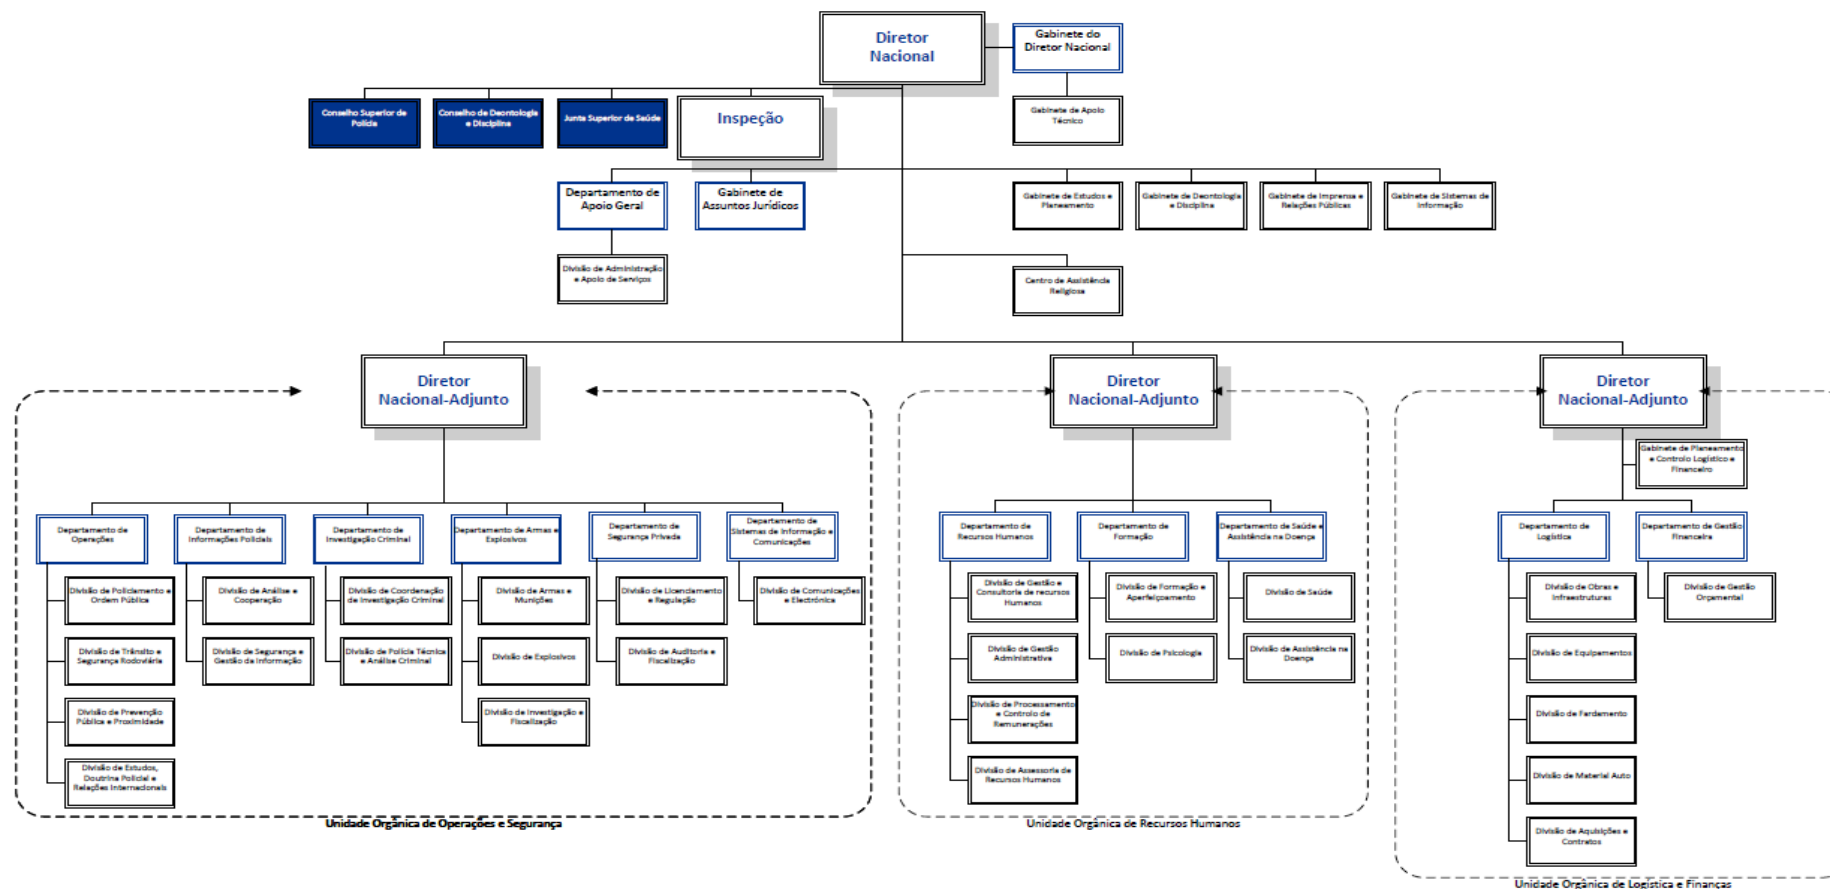 Diretor
Nacional
Gabinete do
Diretor Nacional
Conselho Superior de
Polícia
Conselho de Deontologia
e Disciplina
Junta Superior de Saúde
Inspeção
Gabinete de Apoio
Técnico
Departamento de
Apoio Geral
Gabinete de
Assuntos Jurídicos
Gabinete de Estudos e
Planeamento
Gabinete de Deontologia
e Disciplina
Gabinete de Imprensa e
Relações Públicas
Gabinete de Sistemas de
Informação
Divisão de Administração
e Apoio de Serviços
Centro de Assistência
Religiosa
Diretor
Nacional-Adjunto
Diretor
Nacional-Adjunto
Diretor
Nacional-Adjunto
Gabinete de Planeamento
e Controlo Logístico e
Financeiro
Departamento de
Operações
Departamento de
Informações Policiais
Departamento de
Investigação Criminal
Departamento de Armas e
Explosivos
Departamento de
Segurança Privada
Departamento de
Sistemas de Informação e
Comunicações
Departamento de
Recursos Humanos
Departamento de
Formação
Departamento de Saúde e
Assistência na Doença
Departamento de
Logística
Departamento de Gestão
Financeira
Divisão de Policiamento e
Ordem Pública
Divisão de Análise e
Cooperação
Divisão de Coordenação
de Investigação Criminal
Divisão de Armas e
Munições
Divisão de Licenciamento
e Regulação
Divisão de Comunicações
e Electrónica
Divisão de Gestão e
Consultoria de recursos
Humanos
Divisão de Formação e
Aperfeiçoamento
Divisão de Saúde
Divisão de Obras e
Infraestruturas
Divisão de Gestão
Orçamental
Divisão de Trânsito e
Segurança Rodoviária
Divisão de Segurança e
Gestão da Informação
Divisão de Polícia Técnica
e Análise Criminal
Divisão de Explosivos
Divisão de Auditoria e
Fiscalização
Divisão de Gestão
Administrativa
Divisão de Psicologia
Divisão de Assistência na
Doença
Divisão de Equipamentos
Divisão de Prevenção
Pública e Proximidade
Divisão de Investigação e
Fiscalização
Divisão de Processamento
e Controlo de
Remunerações
Divisão de Fardamento
Divisão de Estudos,
Doutrina Policial e
Relações Internacionais
Divisão de Assessoria de
Recursos Humanos
Divisão de Material Auto
Divisão de Aquisições e
Contratos
Unidade Orgânica de Operações e Segurança
Unidade Orgânica de Recursos Humanos
Unidade Orgânica de Logística e Finanças